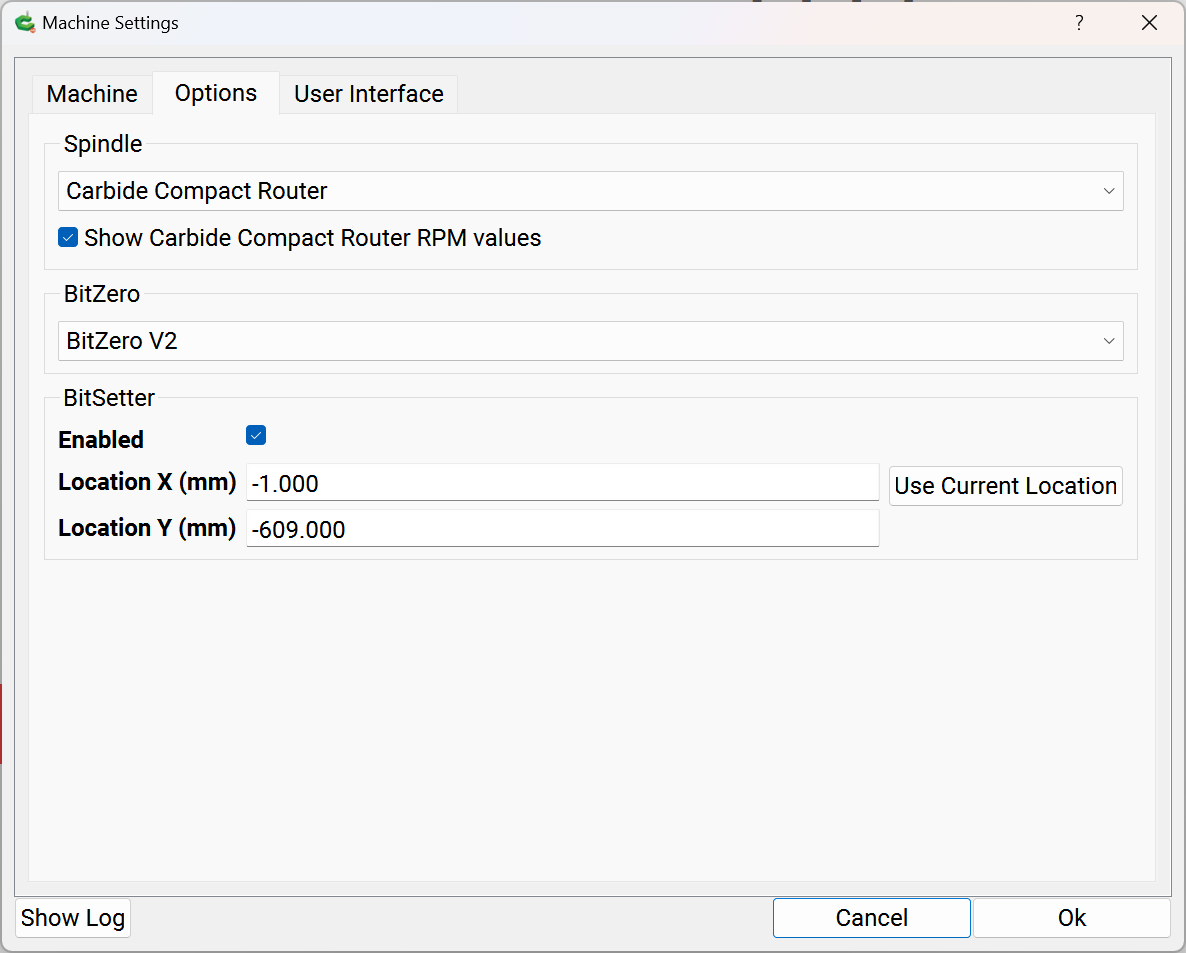 Machine Settings ?
Machine Options User Interface
Spindle
Carbide Compact Router
Show Carbide Compact Router RPM values
BitZero
BitZero V2
BitSetter
Enabled
Location X (mm) -1.000 Use Current Location
Location Y (mm) -609.000
Show Log Cancel Ok